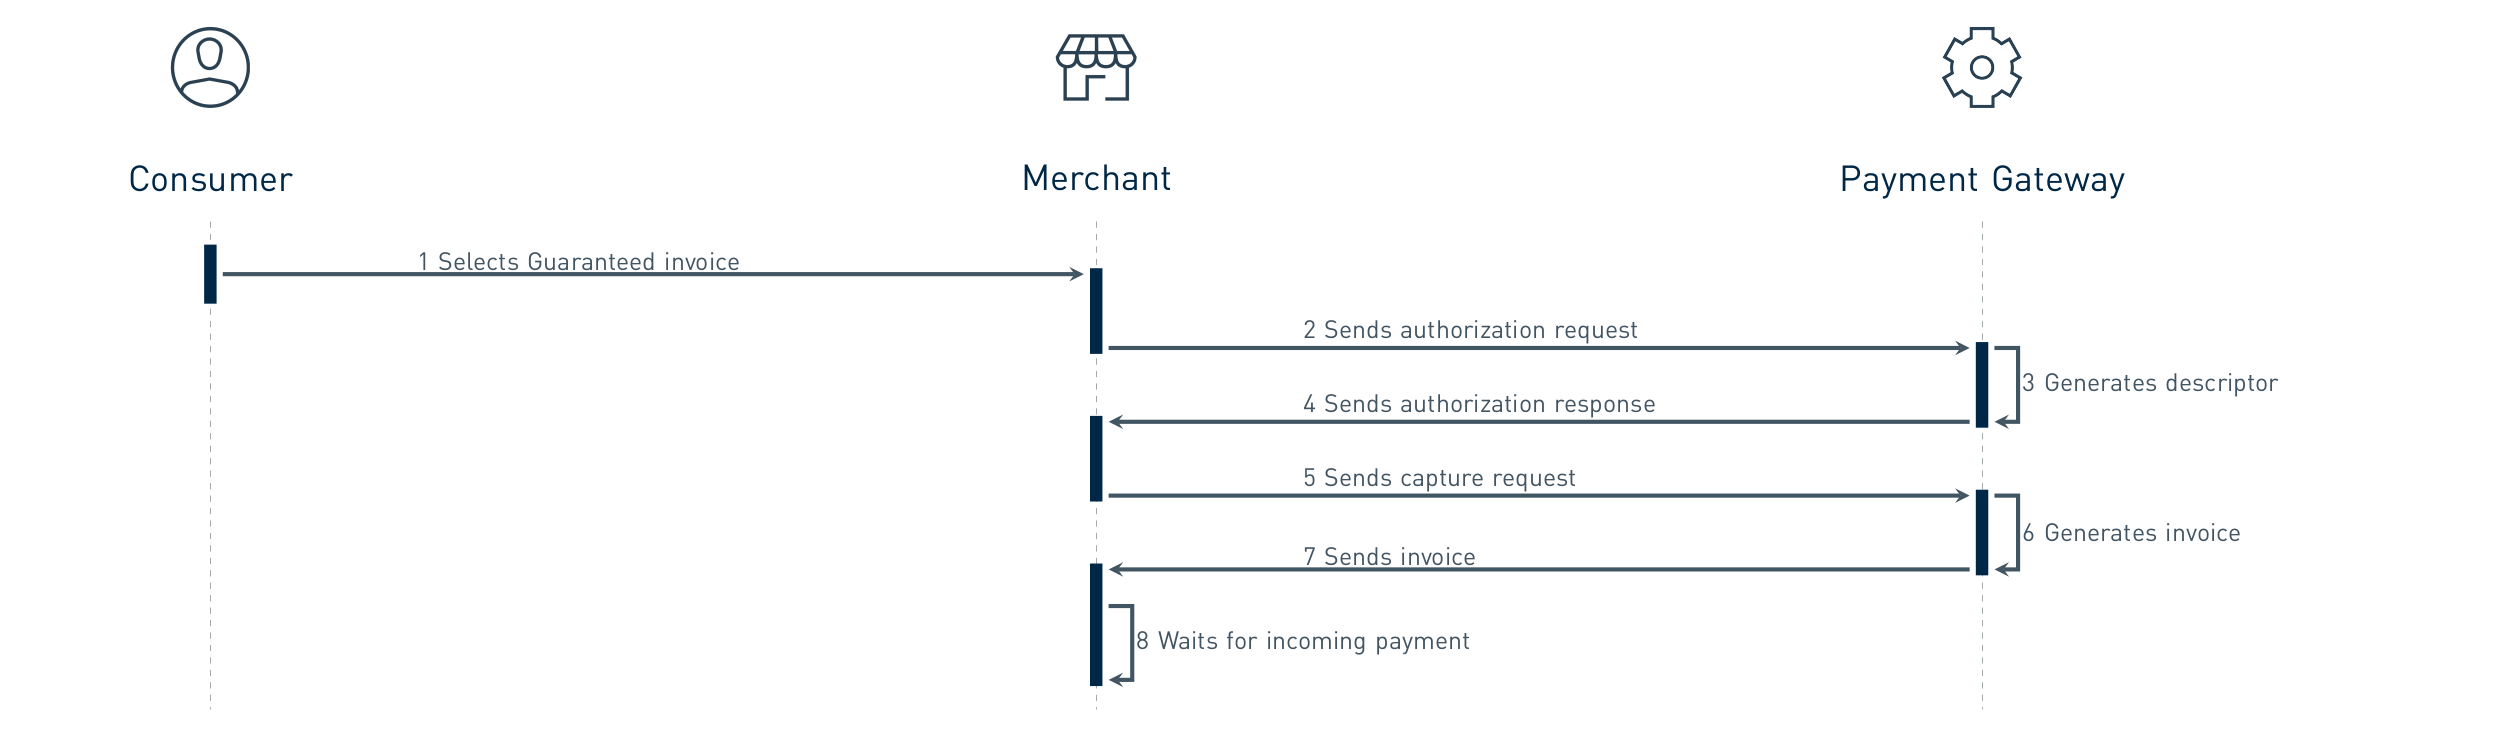 Consumer
Merchant
Payment Gateway
1 Selects Guaranteed invoice
2 Sends authorization request
3 Generates descriptor
4 Sends authorization response
5 Sends capture request
6 Generates invoice
7 Sends invoice
8 Waits for incoming payment